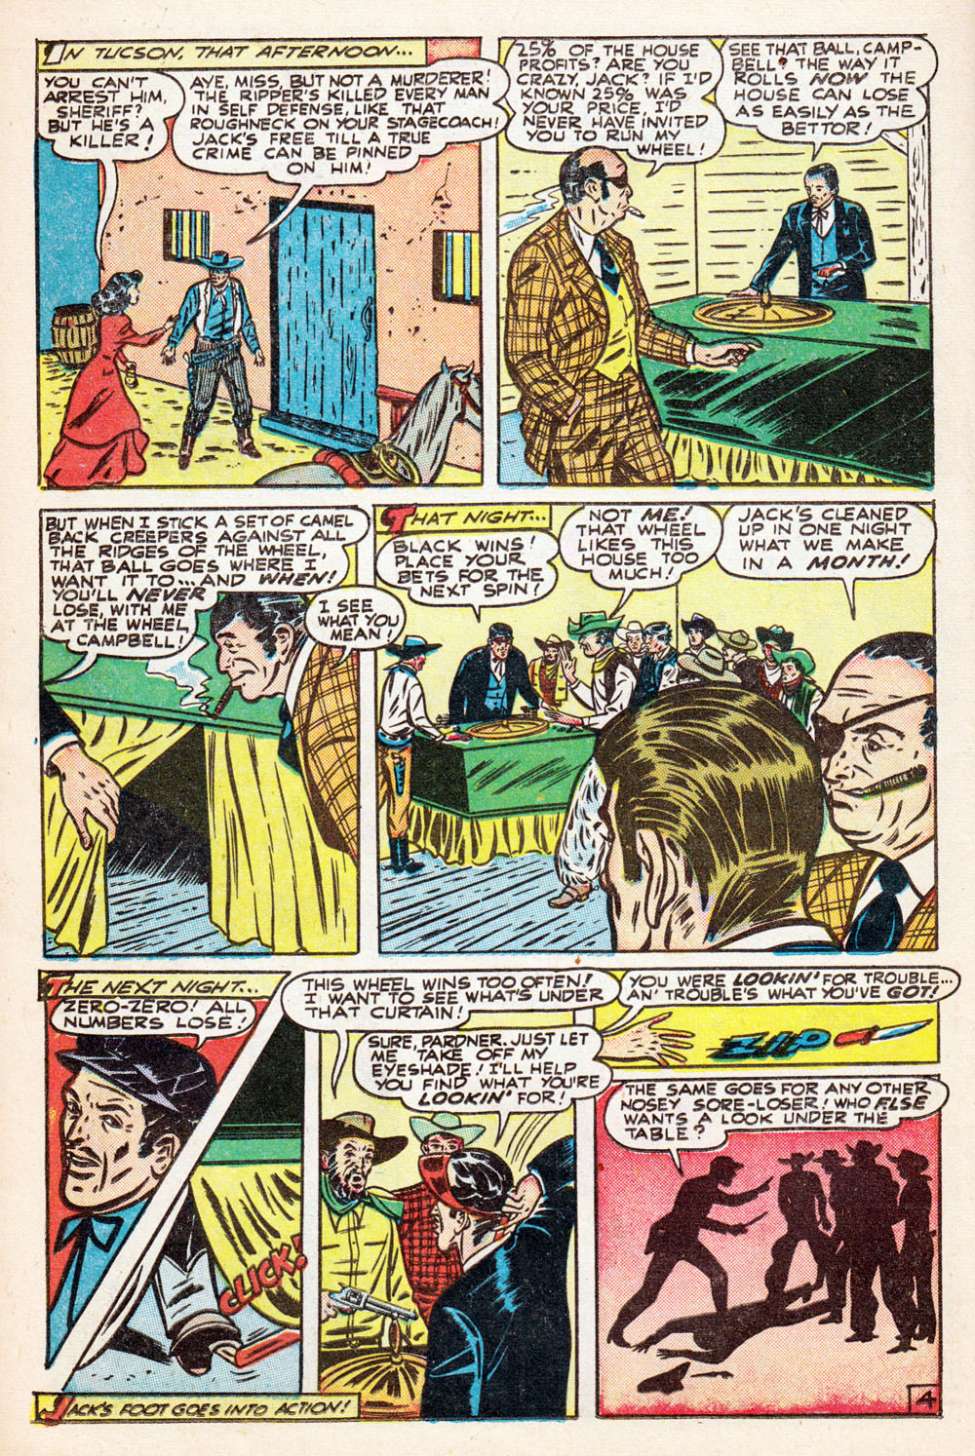 IN TUCSON, THAT AFTERNOON...
YOU CAN'T
ARREST HIM,
SHERIFF?
BUT HE'S A
KILLER!
AYE, MISS, BUT NOT A MURDERER!
THE RIPPER'S KILLED EVERY MAN
IN SELF DEFENSE, LIKE THAT
ROUGHNECK ON YOUR STAGECOACH!
JACK'S FREE TILL A TRUE
CRIME CAN BE PINNED
ON HIM!
25% OF THE HOUSE
PROFITS? ARE YOU
CRAZY, JACK? IF I'D
KNOWN 25% WAS
YOUR PRICE, I'D
NEVER HAVE INVITED
YOU TO RUN MY
WHEEL!
SEE THAT BALL, CAMP-
BELL? THE WAY IT
ROLLS NOW THE
HOUSE CAN LOSE
AS EASILY AS THE
BETTOR!
BUT WHEN I STICK A SET OF CAMEL
BACK CREEPERS AGAINST ALL
THE RIDGES OF THE WHEEL,
THAT BALL GOES WHERE I
WANT IT TO... AND WHEN!
YOU'LL NEVER
LOSE, WITH ME
AT THE WHEEL,
CAMPBELL!
I SEE
WHAT YOU
MEAN!
THAT NIGHT...
BLACK WINS!
PLACE YOUR
BETS FOR THE
NEXT SPIN!
NOT ME!
THAT WHEEL
LIKES THIS
HOUSE TOO
MUCH!
JACK'S CLEANED
UP IN ONE NIGHT
WHAT WE MAKE
IN A MONTH!
THE NEXT NIGHT...
ZERO-ZERO! ALL
NUMBERS LOSE!
CLICK!
JACK'S FOOT GOES INTO ACTION!
THIS WHEEL WINS TOO OFTEN!
I WANT TO SEE WHAT'S UNDER
THAT CURTAIN!
SURE, PARDNER. JUST LET
ME TAKE OFF MY
EYESHADE! I'LL HELP
YOU FIND WHAT YOU'RE
LOOKIN' FOR!
YOU WERE LOOKIN' FOR TROUBLE...
AN' TROUBLE'S WHAT YOU'VE GOT!
ZIP
THE SAME GOES FOR ANY OTHER
NOSEY SORE-LOSER! WHO ELSE
WANTS A LOOK UNDER THE
TABLE?
4